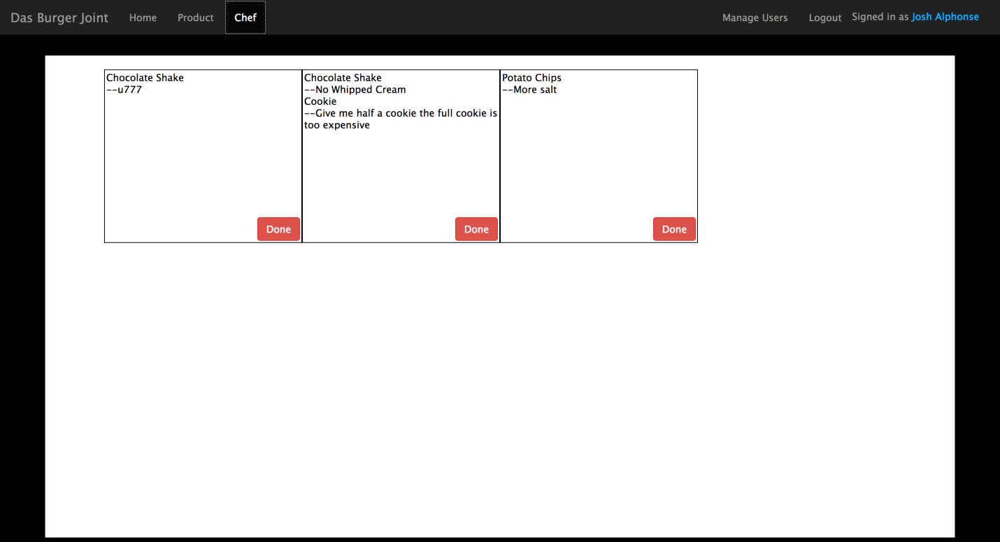 Das Burger Joint Home Product Chef Manage Users Logout Signed in as Josh Alphonse
Chocolate Shake
--u777
Done
Chocolate Shake
--No Whipped Cream
Cookie
--Give me half a cookie the full cookie is
too expensive
Done
Potato Chips
--More salt
Done